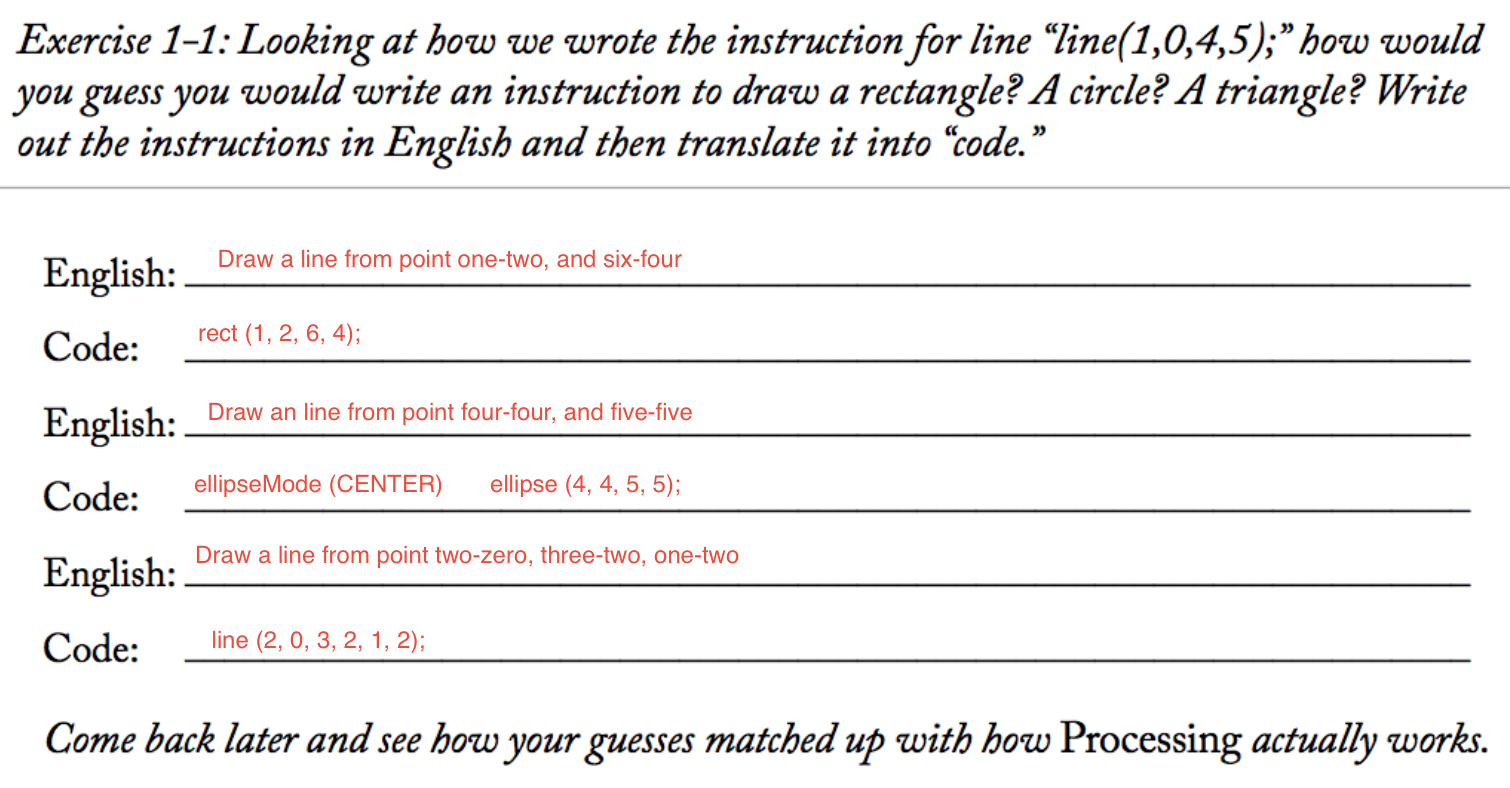 Exercise 1-1: Looking at how we wrote the instruction for line “line(1,0,4,5);” how would
you guess you would write an instruction to draw a rectangle? A circle? A triangle? Write
out the instructions in English and then translate it into “code.”
English: Draw a line from point one-two, and six-four
Code: rect (1, 2, 6, 4);
English: Draw an line from point four-four, and five-five
Code: ellipseMode (CENTER) ellipse (4, 4, 5, 5);
English: Draw a line from point two-zero, three-two, one-two
Code: line (2, 0, 3, 2, 1, 2);
Come back later and see how your guesses matched up with how Processing actually works.